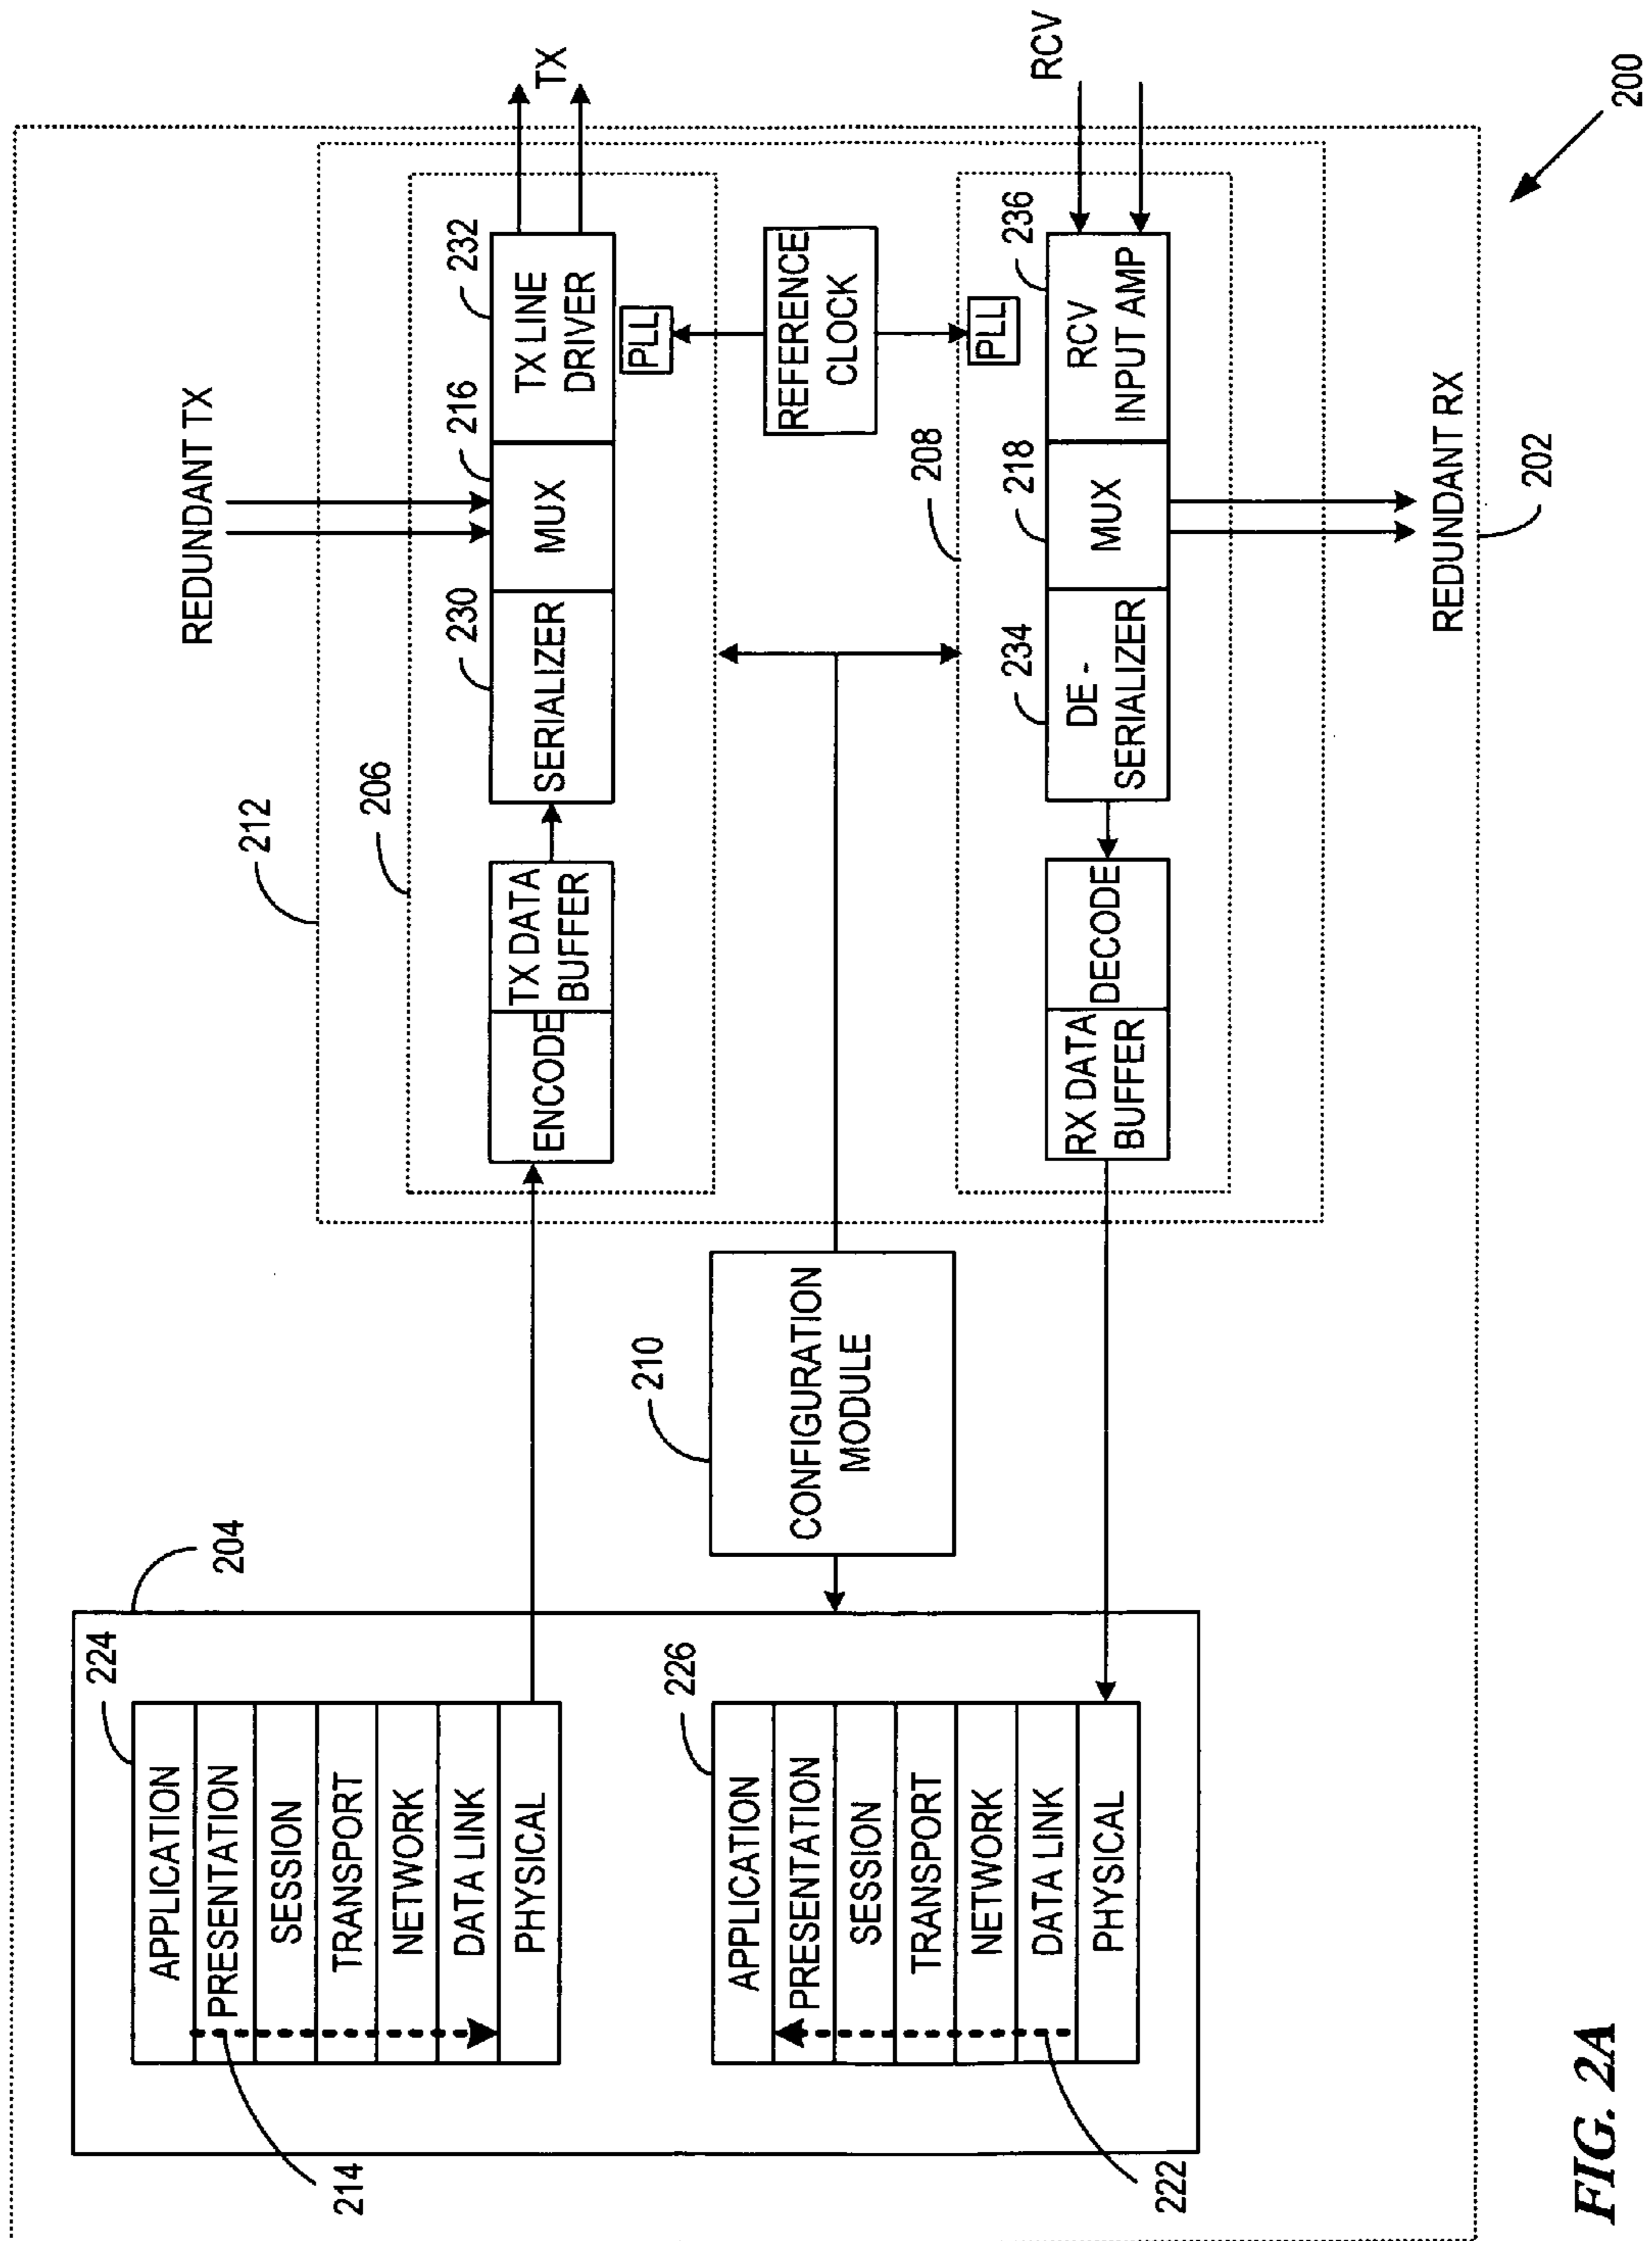 REDUNDANT TX
212
206
230
216
232
ENCODE
TX DATA
BUFFER
SERIALIZER
MUX
TX LINE
DRIVER
TX
PLL
REFERENCE
CLOCK
PLL
204
224
APPLICATION
PRESENTATION
SESSION
TRANSPORT
NETWORK
DATA LINK
PHYSICAL
214
210
CONFIGURATION
MODULE
226
APPLICATION
PRESENTATION
SESSION
TRANSPORT
NETWORK
DATA LINK
PHYSICAL
222
208
234
218
236
RX DATA
BUFFER
DECODE
DE -
SERIALIZER
MUX
RCV
INPUT AMP
RCV
REDUNDANT RX
202
200
FIG. 2A